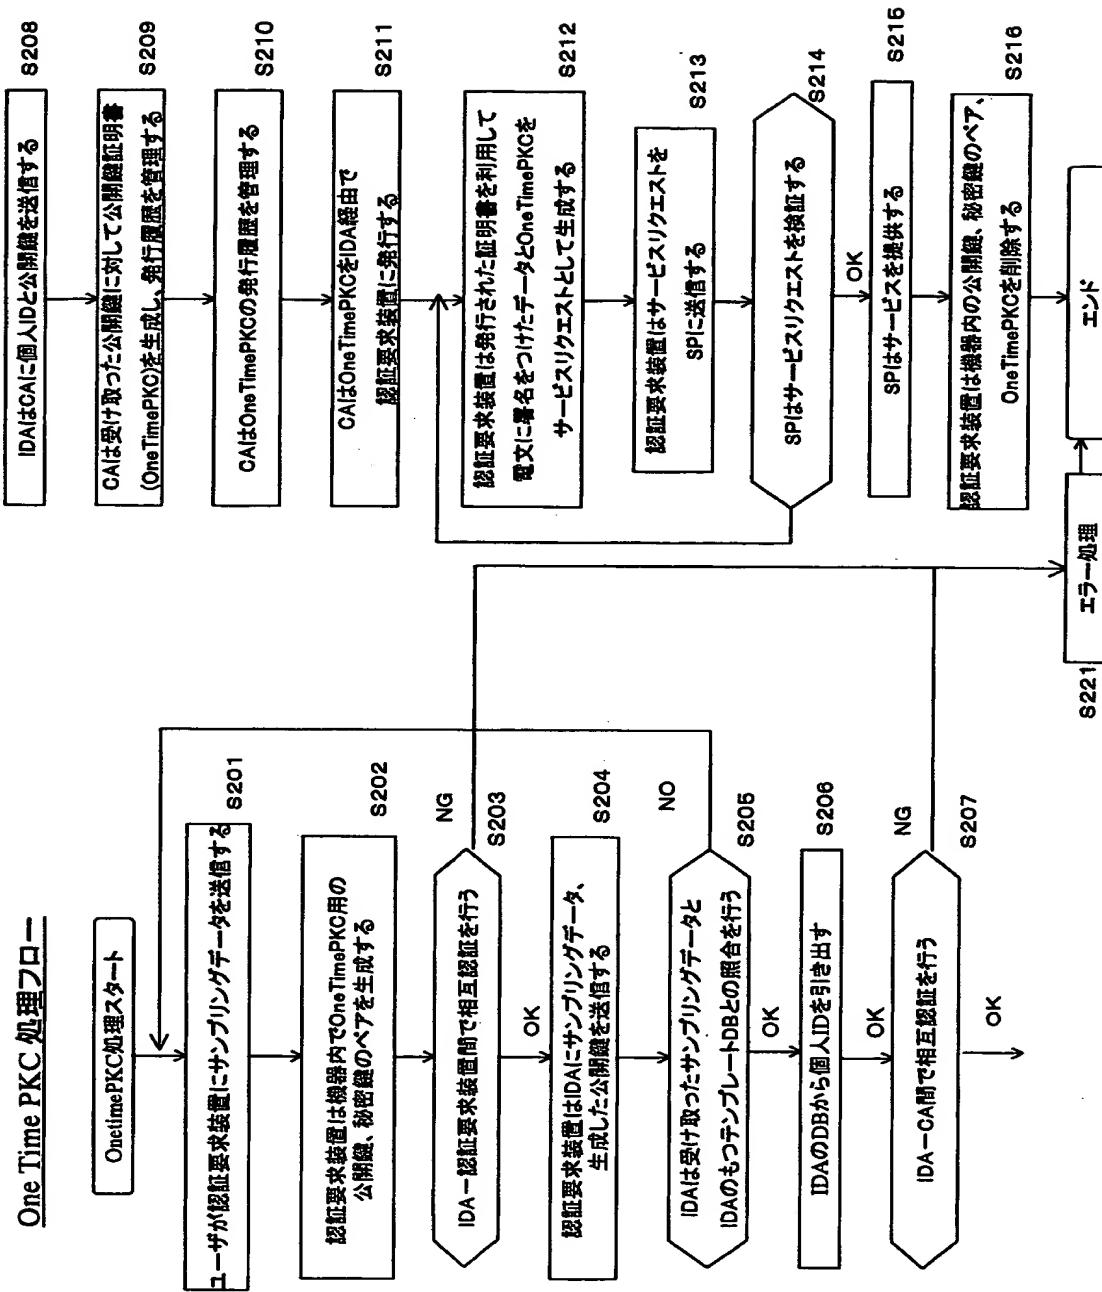 One Time PKC 処理フロー
OnetimePKC処理スタート
ユーザが認証要求装置にサンプリングデータを送信する
S201
認証要求装置は機器内でOneTimePKC用の
公開鍵、秘密鍵のペアを生成する
S202
IDAー認証要求装置間で相互認証を行う
NG
S203
OK
認証要求装置はIDAにサンプリングデータ、
生成した公開鍵を送信する
S204
IDAは受け取ったサンプリングデータと
IDAのもつテンプレートDBとの照合を行う
NO
S205
OK
IDAのDBから個人IDを引き出す
S206
OK
IDAーCA間で相互認証を行う
NG
S207
OK
IDAはCAに個人IDと公開鍵を送信する
S208
CAは受け取った公開鍵に対して公開鍵証明書
(OneTimePKC)を生成し、発行履歴を管理する
S209
CAはOneTimePKCの発行履歴を管理する
S210
CAはOneTimePKCをIDA経由で
認証要求装置に発行する
S211
認証要求装置は発行された証明書を利用して
電文に署名をつけたデータとOneTimePKCを
サービスリクエストとして生成する
S212
認証要求装置はサービスリクエストを
SPに送信する
S213
SPはサービスリクエストを検証する
S214
OK
SPはサービスを提供する
S215
認証要求装置は機器内の公開鍵、秘密鍵のペア、
OneTimePKCを削除する
S216
エラー処理
S221
エンド